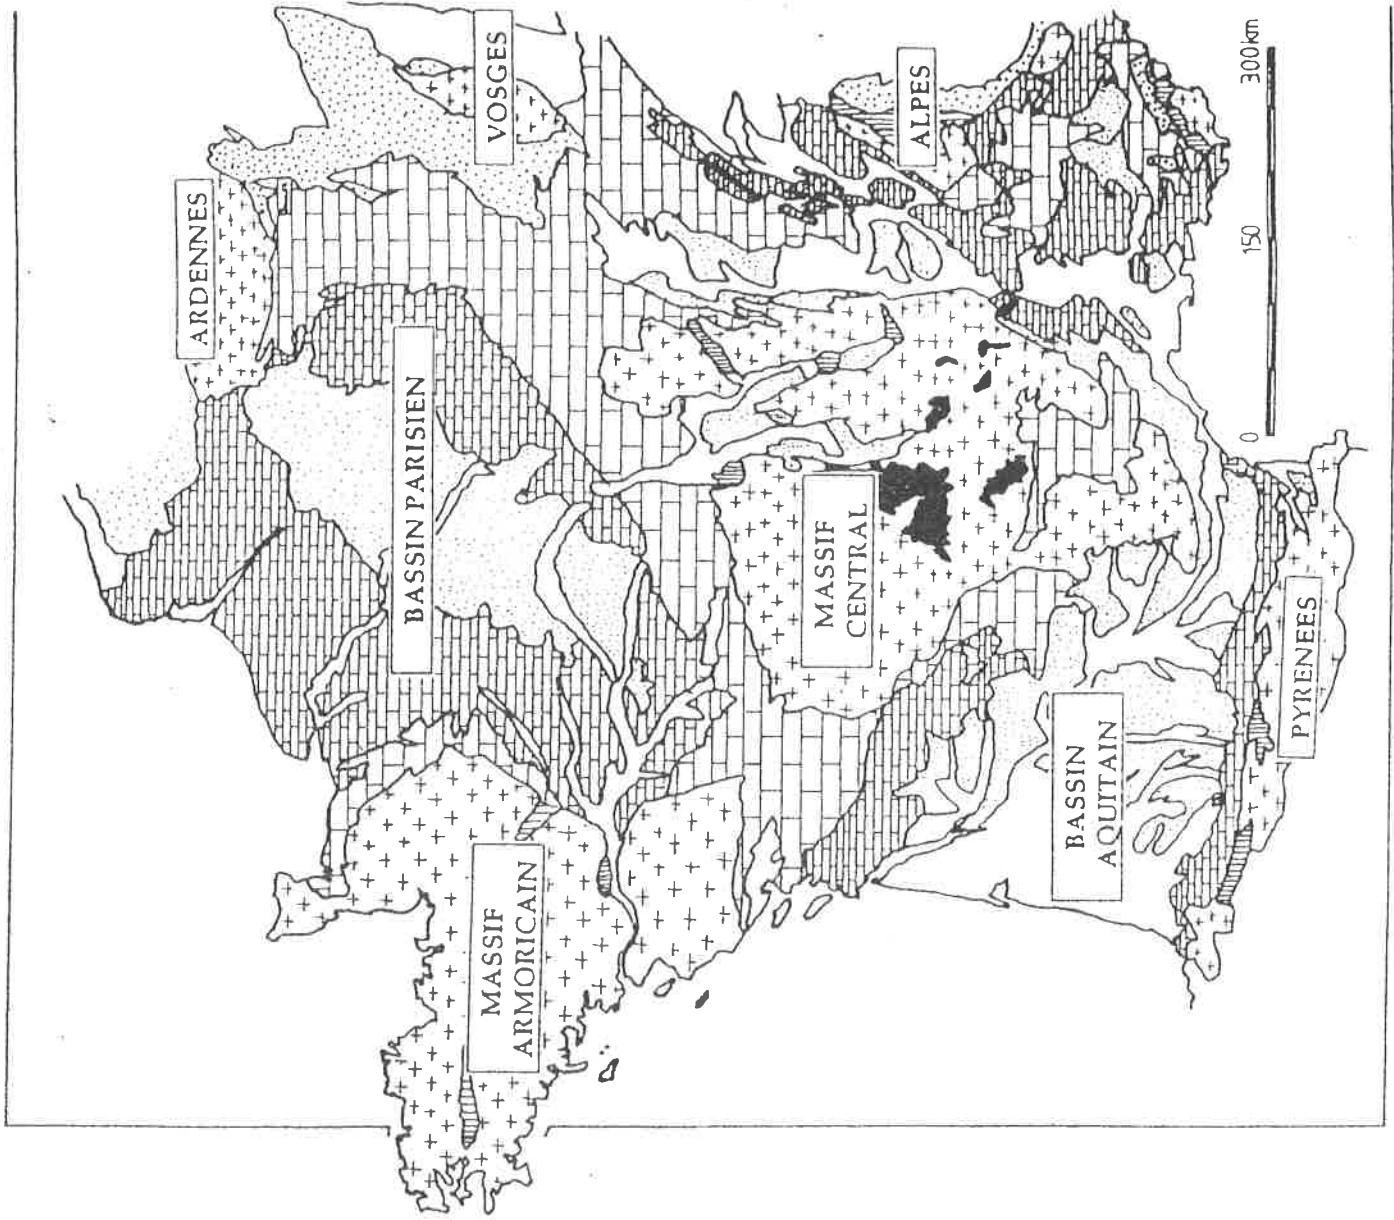 ARDENNES
VOSGES
BASSIN PARISIEN
MASSIF
ARMORICAIN
MASSIF
CENTRAL
ALPES
BASSIN
AQUITAIN
PYRENEES
0
150
300km